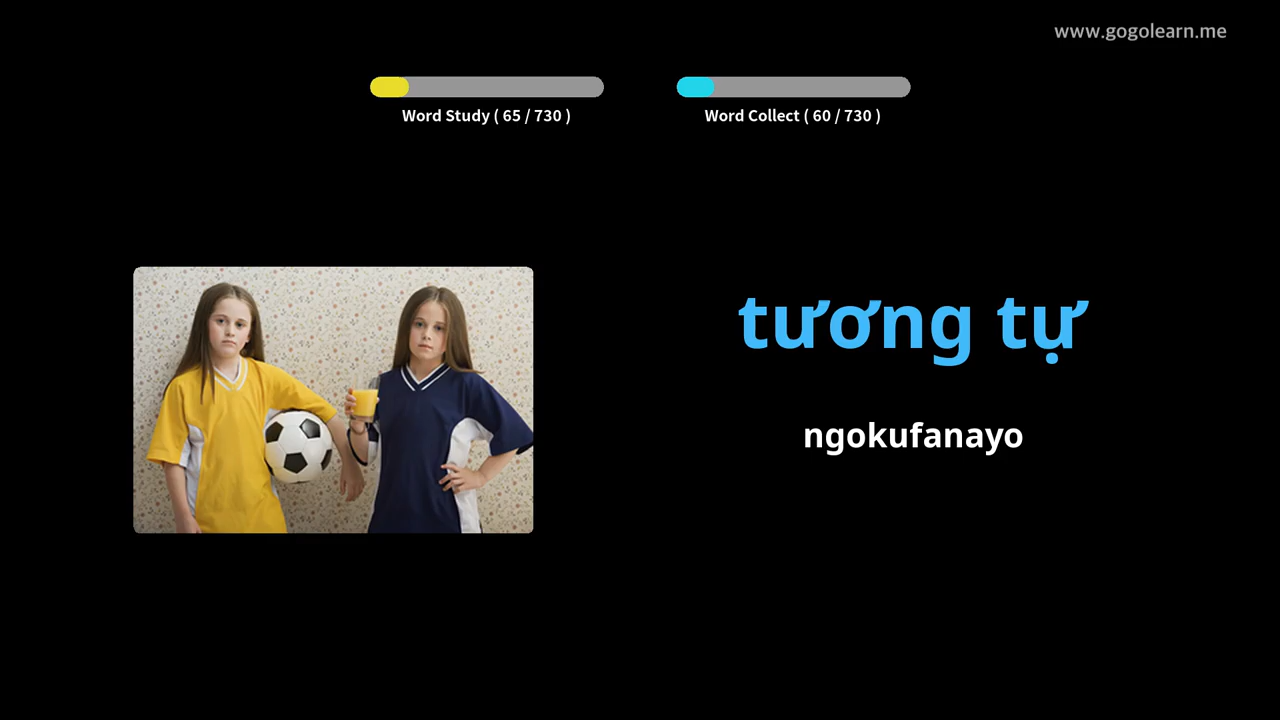 www.gogolearn.me
Word Study ( 65 / 730 )
Word Collect ( 60 / 730 )
tương tự
ngokufanayo